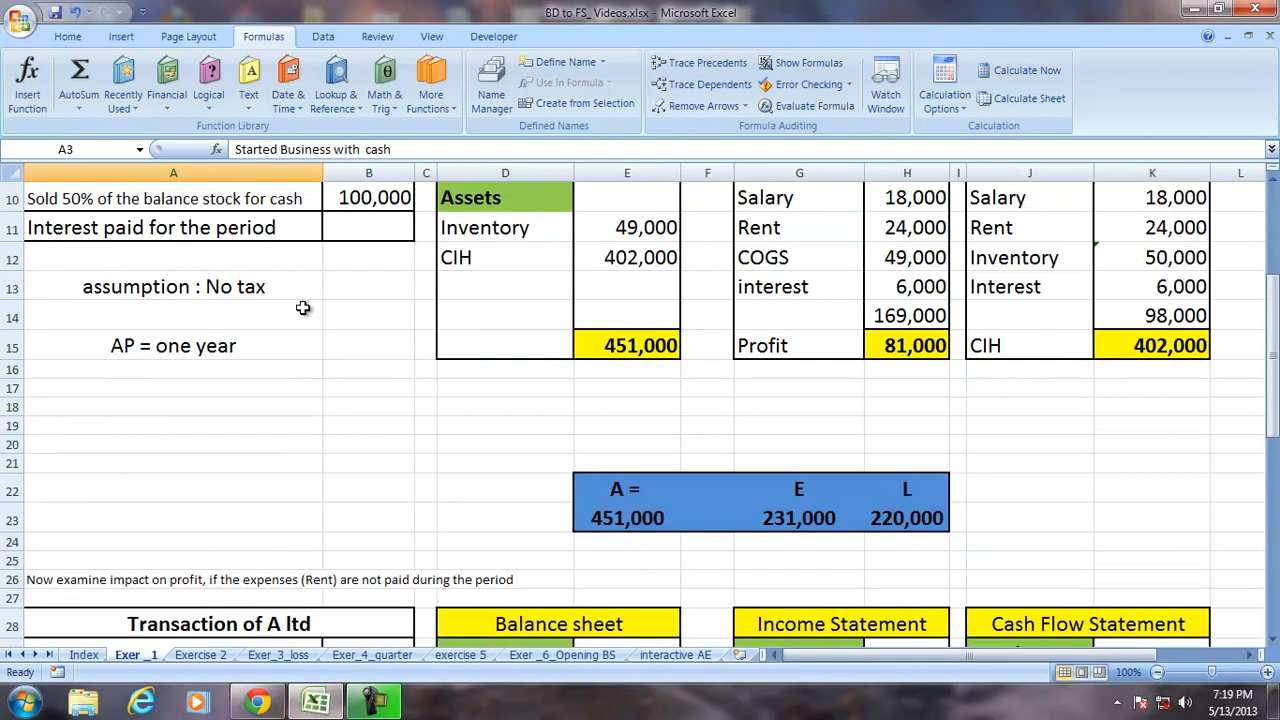 BD to FS_ Videos.xlsx - Microsoft Excel
Home Insert Page Layout Formulas Data Review View Developer
Insert Function
AutoSum
Recently Used
Financial
Logical
Text
Date & Time
Lookup & Reference
Math & Trig
More Functions
Function Library
Name Manager
Define Name
Use in Formula
Create from Selection
Defined Names
Trace Precedents
Trace Dependents
Remove Arrows
Show Formulas
Error Checking
Evaluate Formula
Formula Auditing
Watch Window
Calculation Options
Calculate Now
Calculate Sheet
Calculation
A3 fx Started Business with cash
A B C D E F G H I J K L
10 Sold 50% of the balance stock for cash 100,000 Assets Salary 18,000 Salary 18,000
11 Interest paid for the period Inventory 49,000 Rent 24,000 Rent 24,000
12 CIH 402,000 COGS 49,000 Inventory 50,000
13 assumption : No tax interest 6,000 Interest 6,000
14 169,000 98,000
15 AP = one year 451,000 Profit 81,000 CIH 402,000
16
17
18
19
20
21
22 A = E L
23 451,000 231,000 220,000
24
25
26 Now examine impact on profit, if the expenses (Rent) are not paid during the period
27
28 Transaction of A ltd Balance sheet Income Statement Cash Flow Statement
Index Exer _1 Exercise 2 Exer_3_loss Exer_4_quarter exercise 5 Exer _6_Opening BS interactive AE
Ready 100%
7:19 PM
5/13/2013